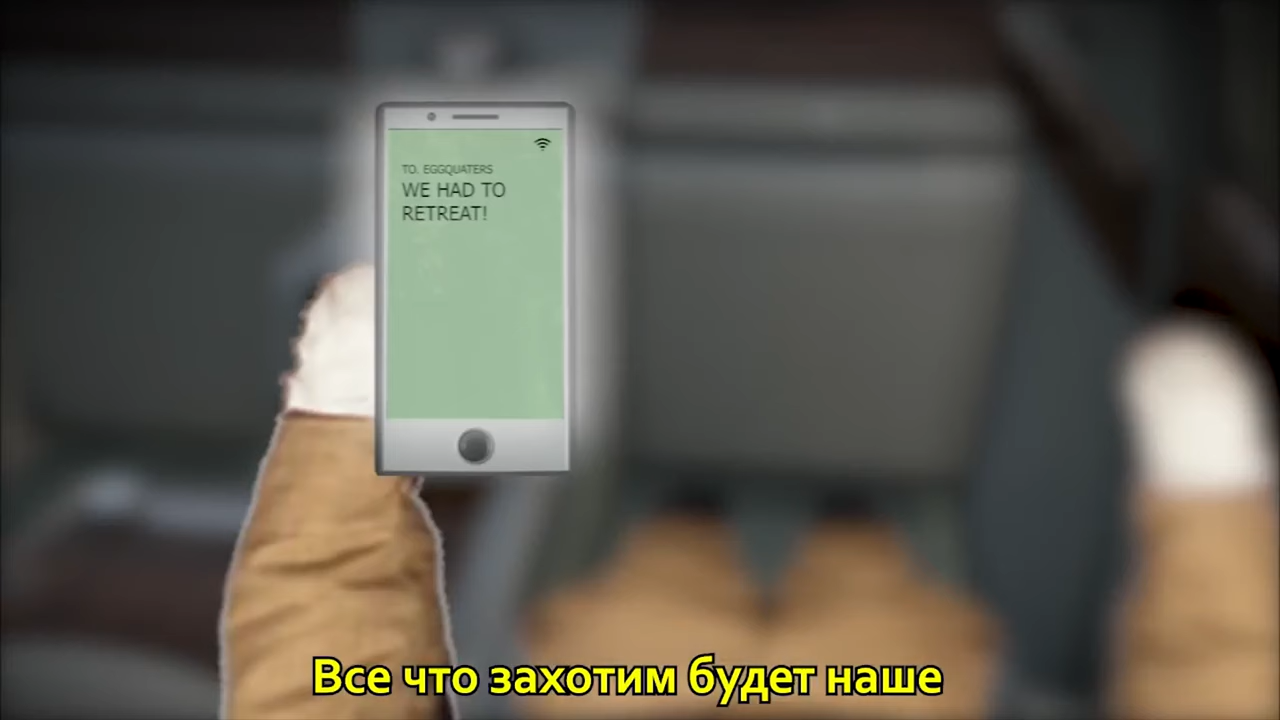 TO. EGGQUATERS
WE HAD TO
RETREAT!
Все что захотим будет наше